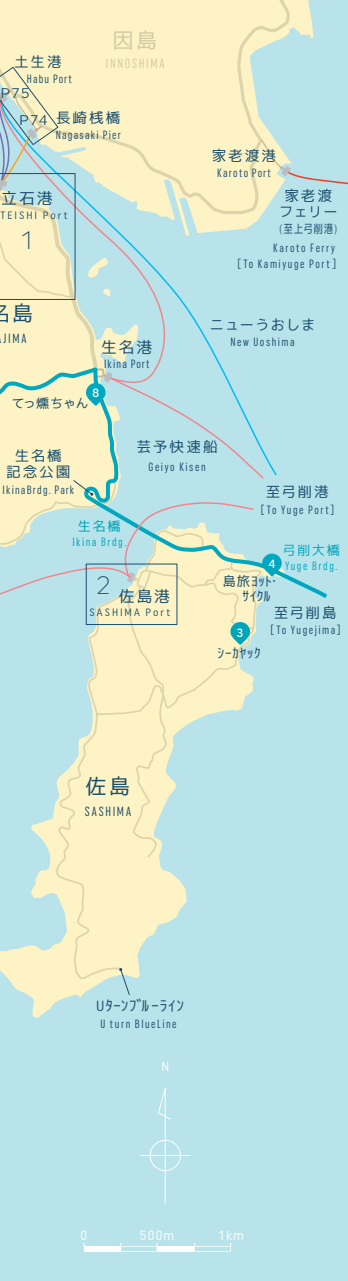 因島
INNOSHIMA
土生港
Habu Port
P75
P74
長崎桟橋
Nagasaki Pier
家老渡港
Karoto Port
家老渡
フェリー
(至上弓削港)
Karoto Ferry
[To Kamiyuge Port]
立石港
TEISHI Port
1
名島
AJIMA
ニューうおしま
New Uoshima
生名港
Ikina Port
8
てっ燻ちゃん
芸予快速船
Geiyo Kisen
生名橋
記念公園
IkinaBrdg. Park
至弓削港
[To Yuge Port]
生名橋
Ikina Brdg.
弓削大橋
Yuge Brdg.
4
2
佐島港
SASHIMA Port
島旅ヨット・
サイクル
至弓削島
[To Yugejima]
3
シーカヤック
佐島
SASHIMA
Uターンブルーライン
U turn BlueLine
N
0 500m 1km